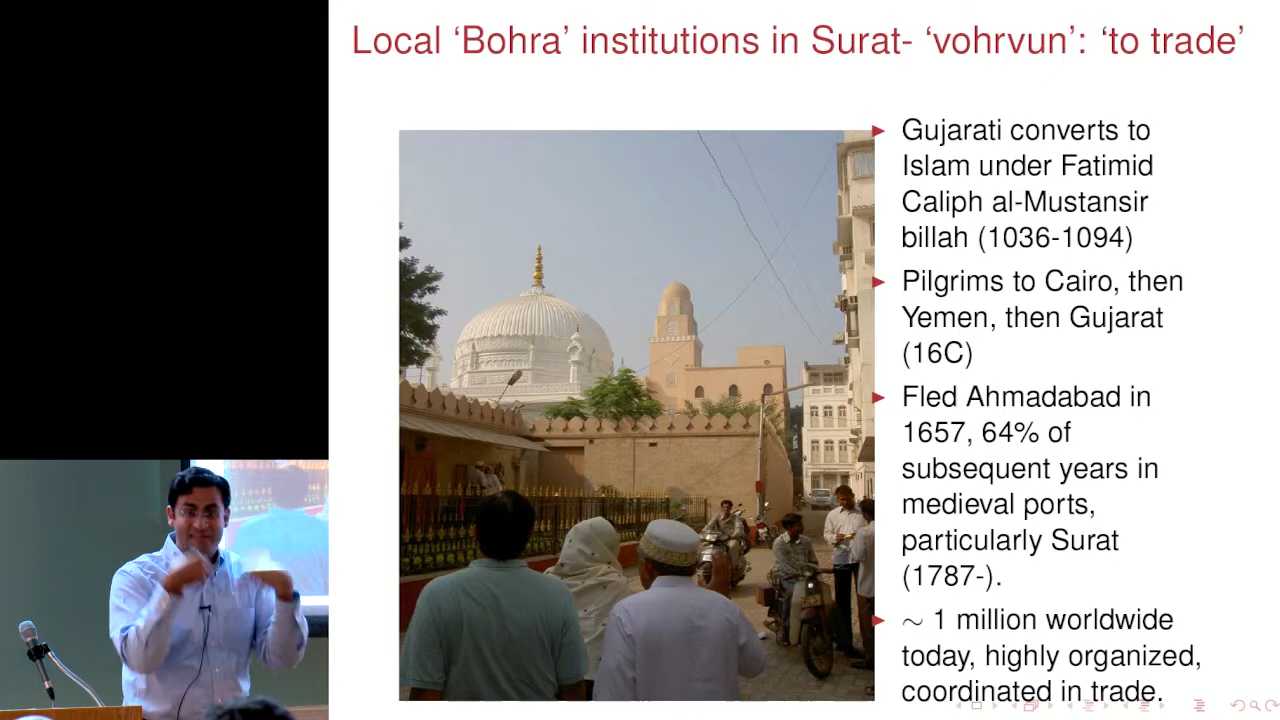 Local ‘Bohra’ institutions in Surat- ‘vohrvun’: ‘to trade’
Gujarati converts to
Islam under Fatimid
Caliph al-Mustansir
billah (1036-1094)
Pilgrims to Cairo, then
Yemen, then Gujarat
(16C)
Fled Ahmadabad in
1657, 64% of
subsequent years in
medieval ports,
particularly Surat
(1787-).
∼ 1 million worldwide
today, highly organized,
coordinated in trade.